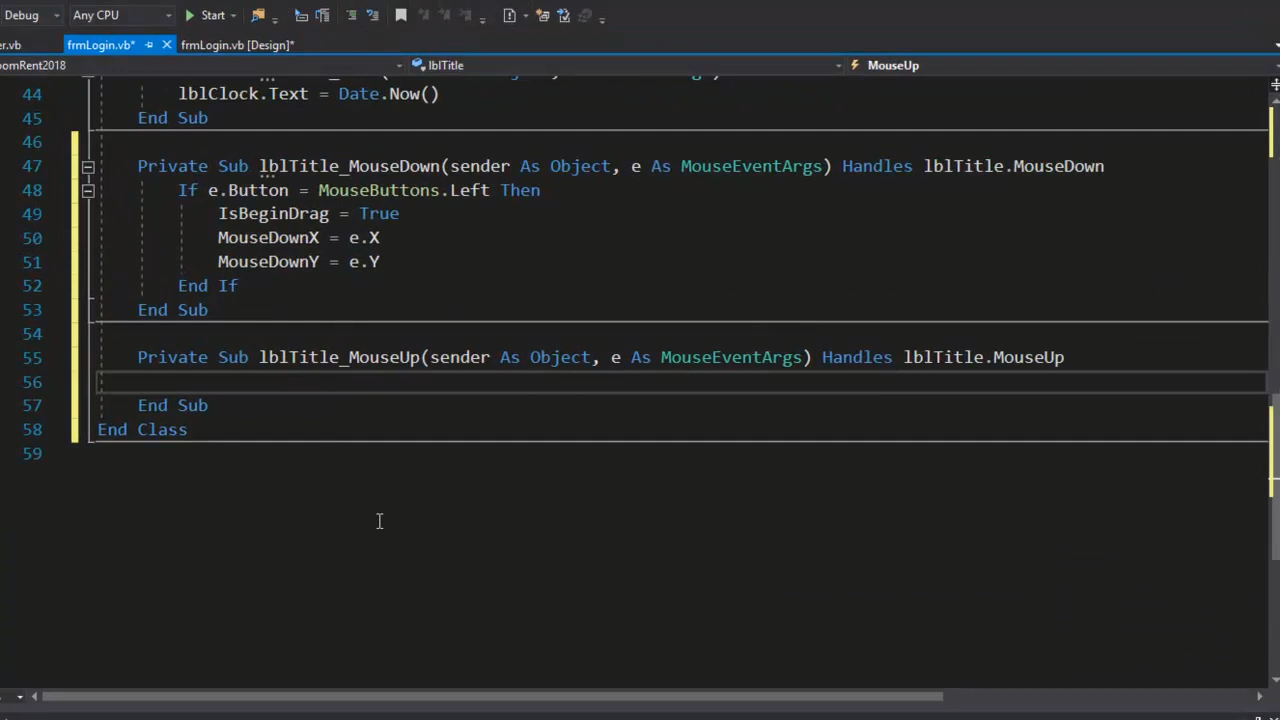 Debug Any CPU Start
er.vb frmLogin.vb* frmLogin.vb [Design]*
oomRent2018 lblTitle MouseUp
44 lblClock.Text = Date.Now()
45 End Sub
46
47 Private Sub lblTitle_MouseDown(sender As Object, e As MouseEventArgs) Handles lblTitle.MouseDown
48 If e.Button = MouseButtons.Left Then
49 IsBeginDrag = True
50 MouseDownX = e.X
51 MouseDownY = e.Y
52 End If
53 End Sub
54
55 Private Sub lblTitle_MouseUp(sender As Object, e As MouseEventArgs) Handles lblTitle.MouseUp
56
57 End Sub
58 End Class
59